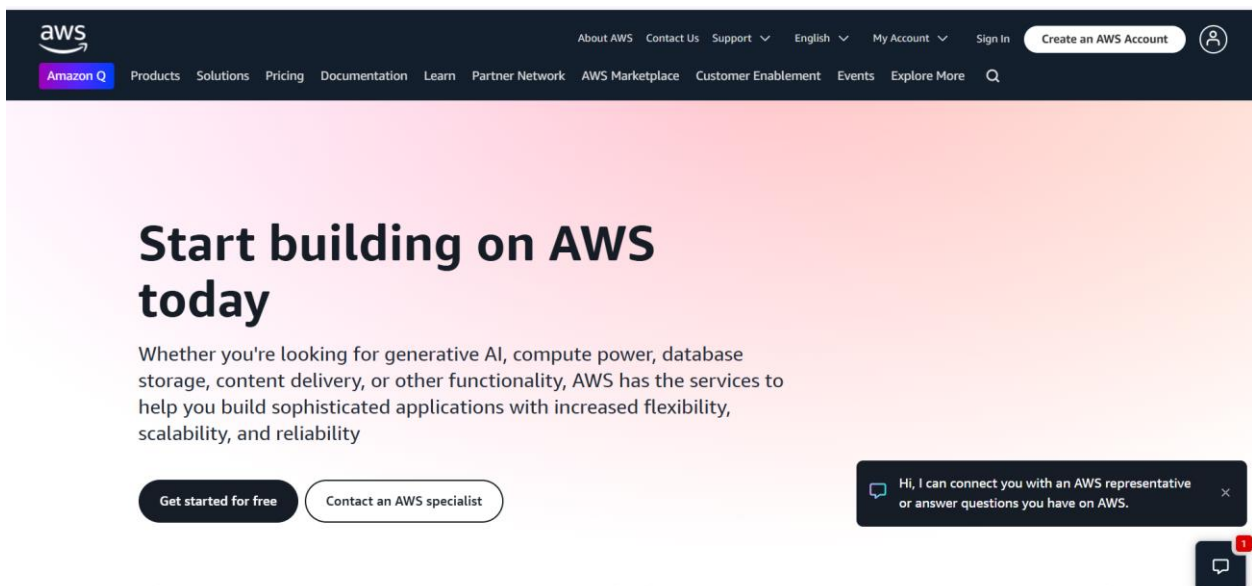 aws
About AWS Contact Us Support English My Account Sign In Create an AWS Account
Amazon Q Products Solutions Pricing Documentation Learn Partner Network AWS Marketplace Customer Enablement Events Explore More
Start building on AWS
today
Whether you're looking for generative AI, compute power, database
storage, content delivery, or other functionality, AWS has the services to
help you build sophisticated applications with increased flexibility,
scalability, and reliability
Get started for free Contact an AWS specialist
Hi, I can connect you with an AWS representative
or answer questions you have on AWS.
1